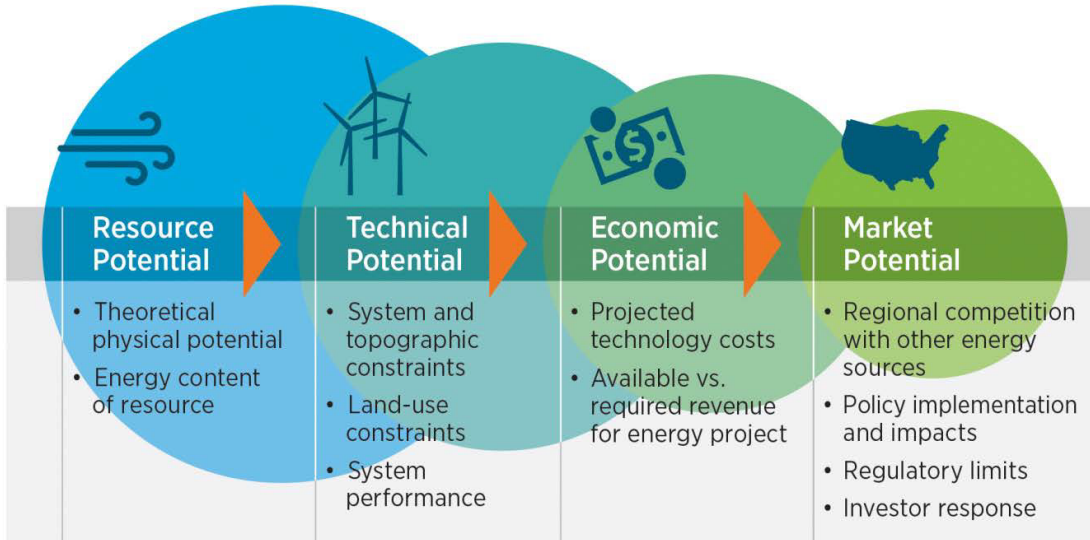 Resource
Potential
• Theoretical
physical potential
• Energy content
of resource
Technical
Potential
• System and
topographic
constraints
• Land-use
constraints
• System
performance
$
Economic
Potential
• Projected
technology costs
• Available vs.
required revenue
for energy project
Market
Potential
• Regional competition
with other energy
sources
• Policy implementation
and impacts
• Regulatory limits
• Investor response